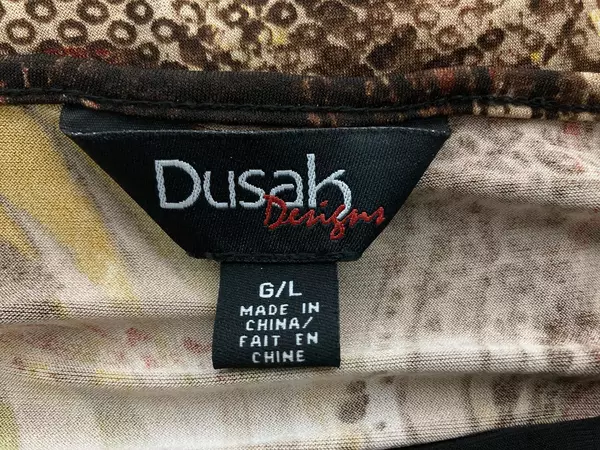 Dusak
Designs
G/L
MADE IN
CHINA/
FAIT EN
CHINE